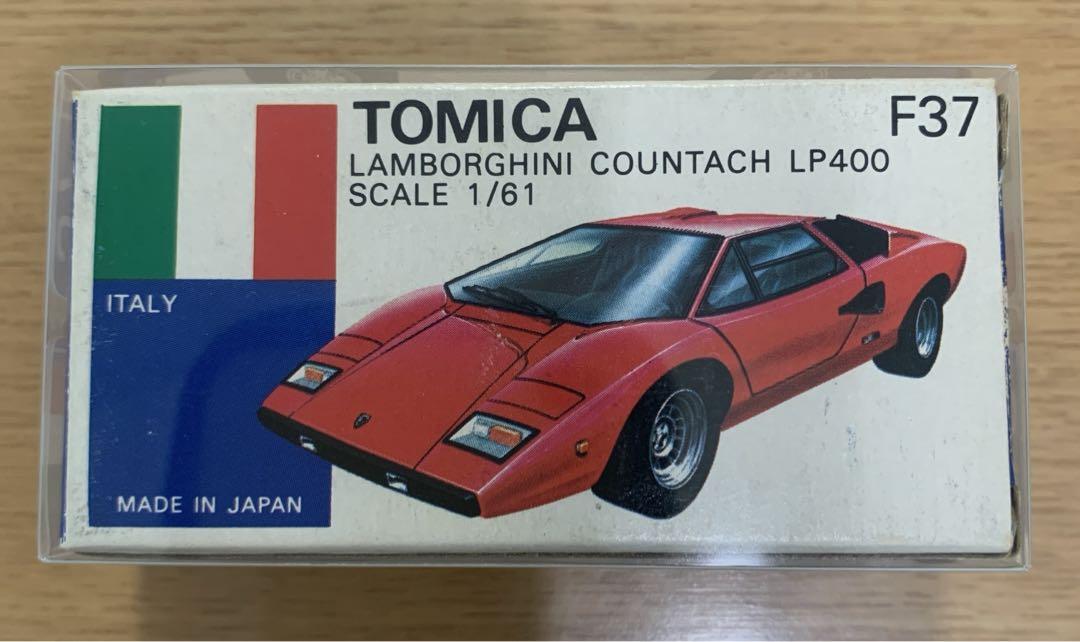 TOMICA
F37
LAMBORGHINI COUNTACH LP400
SCALE 1/61
ITALY
MADE IN JAPAN